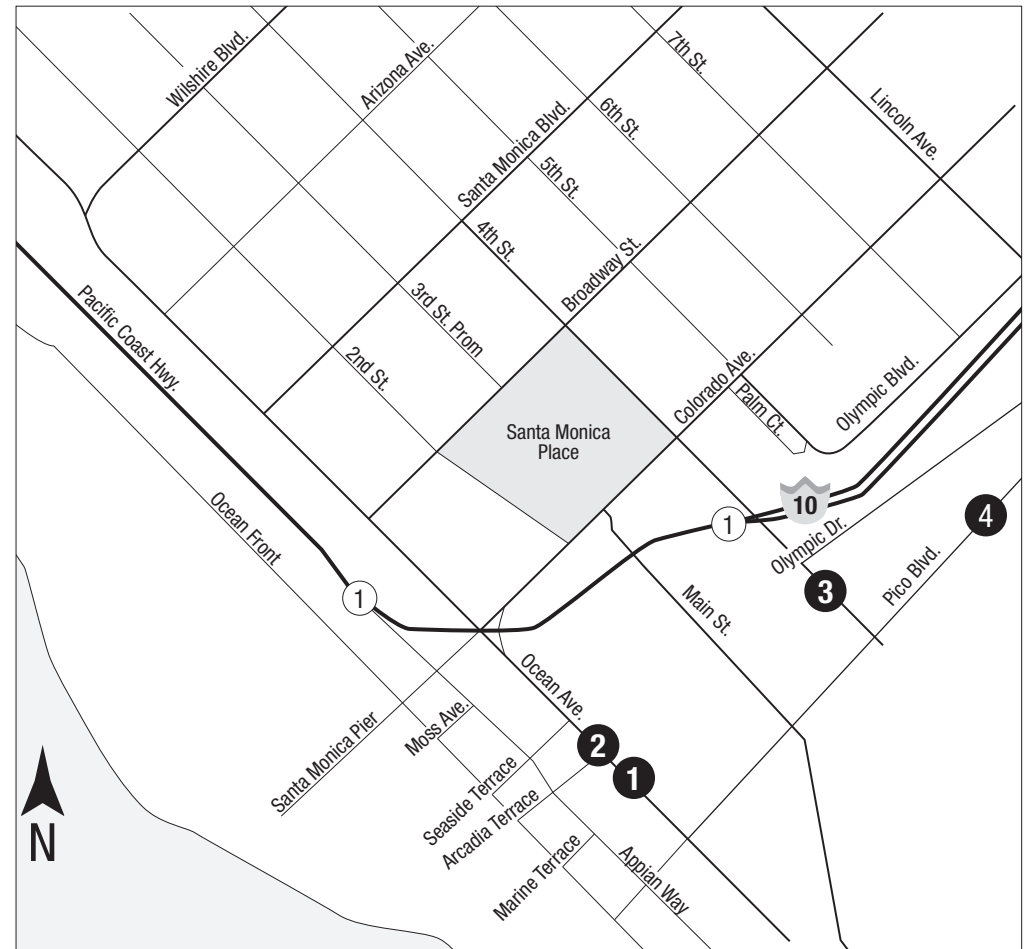 Wilshire Blvd.
Arizona Ave.
7th St.
Lincoln Ave.
6th St.
Santa Monica Blvd.
5th St.
4th St.
Broadway St.
3rd St. Prom
Pacific Coast Hwy.
2nd St.
Colorado Ave.
Palm Ct.
Olympic Blvd.
Santa Monica
Place
10
1
4
Ocean Front
Olympic Dr.
Pico Blvd.
3
1
Main St.
Ocean Ave.
Moss Ave.
Santa Monica Pier
2
1
Seaside Terrace
Arcadia Terrace
Marine Terrace
Appian Way
N